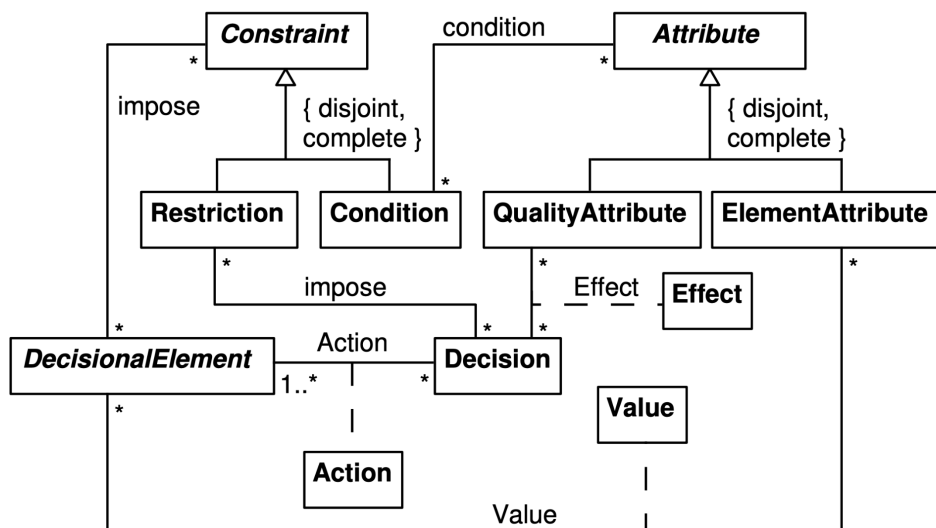 Constraint
condition
Attribute
*
*
impose
{ disjoint,
complete }
{ disjoint,
complete }
*
Restriction
Condition
QualityAttribute
ElementAttribute
*
*
*
impose
Effect
Effect
*
*
*
DecisionalElement
Action
Decision
1..*
*
*
Value
Action
Value